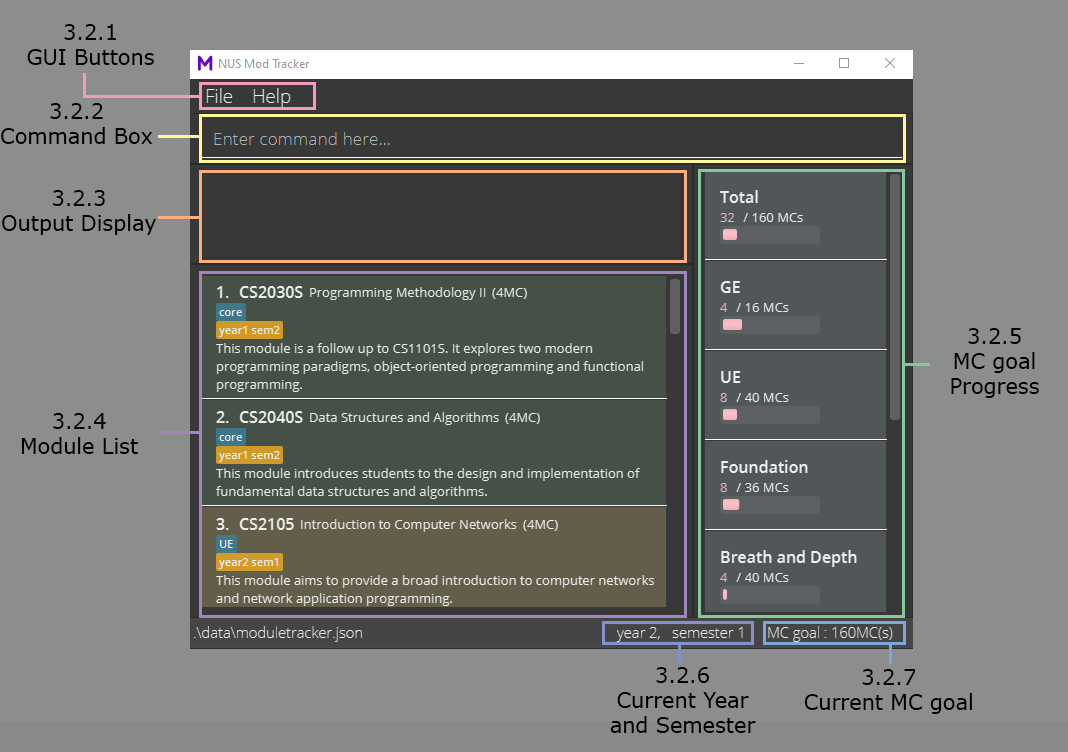 3.2.1
GUI Buttons
3.2.2
Command Box
3.2.3
Output Display
3.2.4
Module List
M NUS Mod Tracker
File Help
Enter command here...
1. CS2030S Programming Methodology II (4MC)
core
year1 sem2
This module is a follow up to CS1101S. It explores two modern
programming paradigms, object-oriented programming and functional
programming.
2. CS2040S Data Structures and Algorithms (4MC)
core
year1 sem2
This module introduces students to the design and implementation of
fundamental data structures and algorithms.
3. CS2105 Introduction to Computer Networks (4MC)
UE
year2 sem1
This module aims to provide a broad introduction to computer networks
and network application programming.
Total
32 / 160 MCs
GE
4 / 16 MCs
UE
8 / 40 MCs
Foundation
8 / 36 MCs
Breath and Depth
4 / 40 MCs
3.2.5
MC goal
Progress
.\data\moduletracker.json
year 2, semester 1
MC goal : 160MC(s)
3.2.6
Current Year
and Semester
3.2.7
Current MC goal